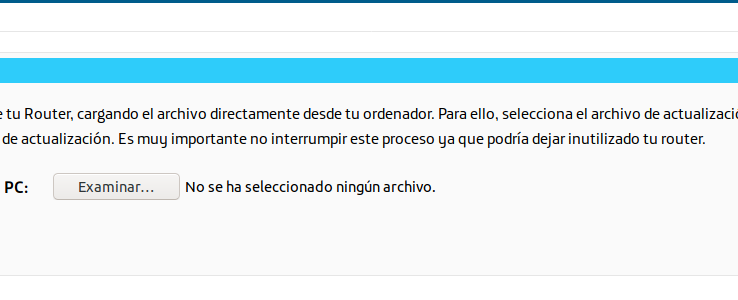 e tu Router, cargando el archivo directamente desde tu ordenador. Para ello, selecciona el archivo de actualizació
de actualización. Es muy importante no interrumpir este proceso ya que podría dejar inutilizado tu router.
PC: Examinar... No se ha seleccionado ningún archivo.